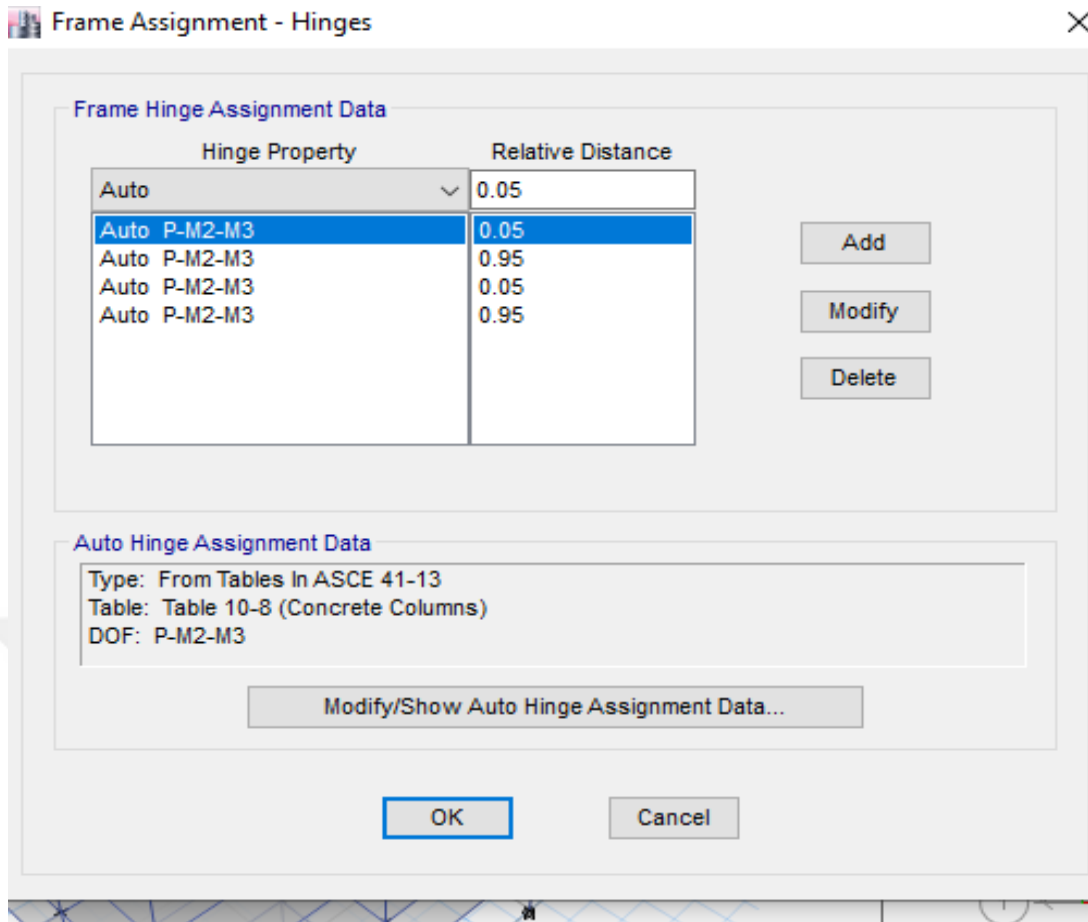 Frame Assignment - Hinges
Frame Hinge Assignment Data
Hinge Property Relative Distance
Auto 0.05
Auto P-M2-M3 0.05
Auto P-M2-M3 0.95
Auto P-M2-M3 0.05
Auto P-M2-M3 0.95
Add
Modify
Delete
Auto Hinge Assignment Data
Type: From Tables In ASCE 41-13
Table: Table 10-8 (Concrete Columns)
DOF: P-M2-M3
Modify/Show Auto Hinge Assignment Data...
OK Cancel